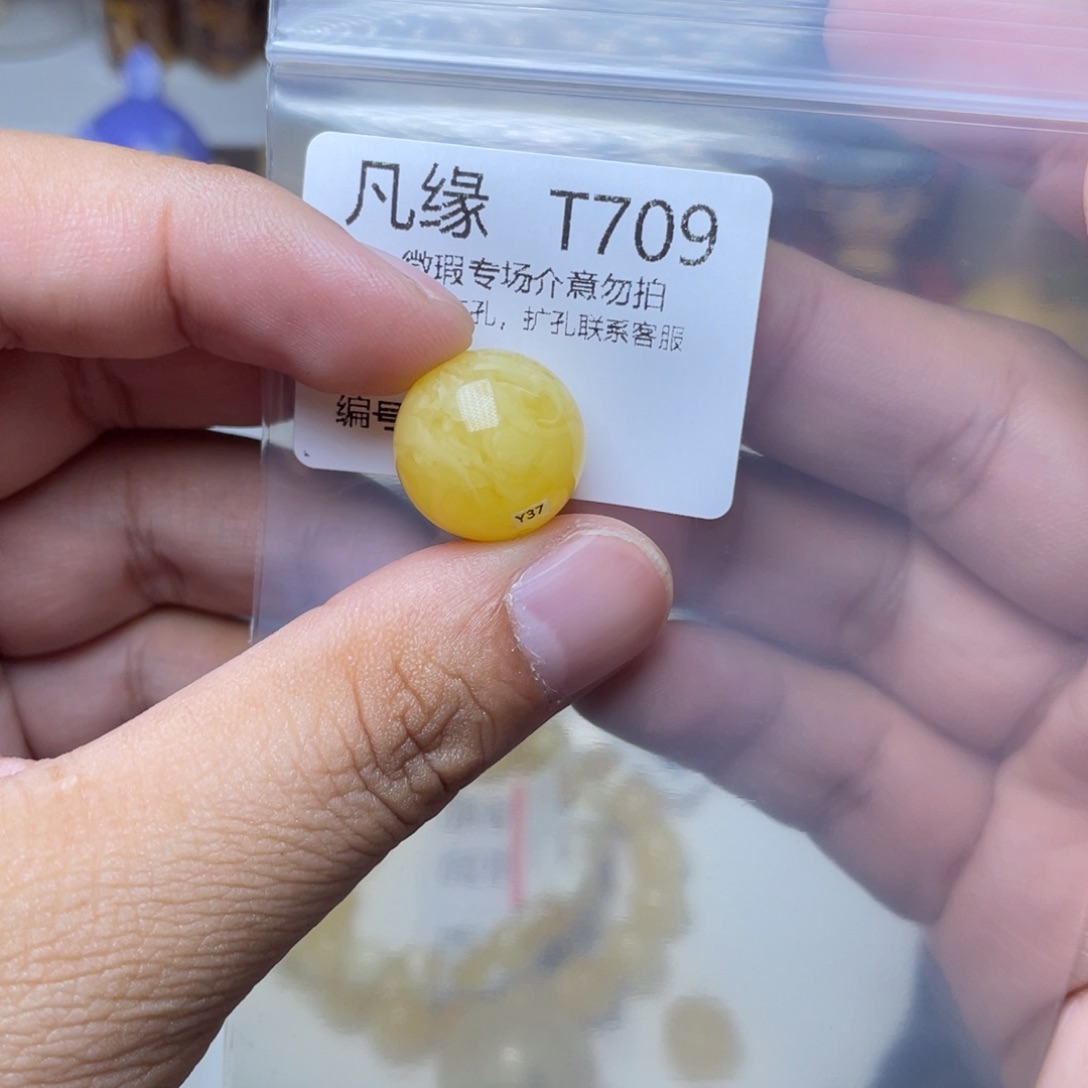 凡缘 T709
微瑕专场介意勿拍
孔，扩孔联系客服
编号
Y37